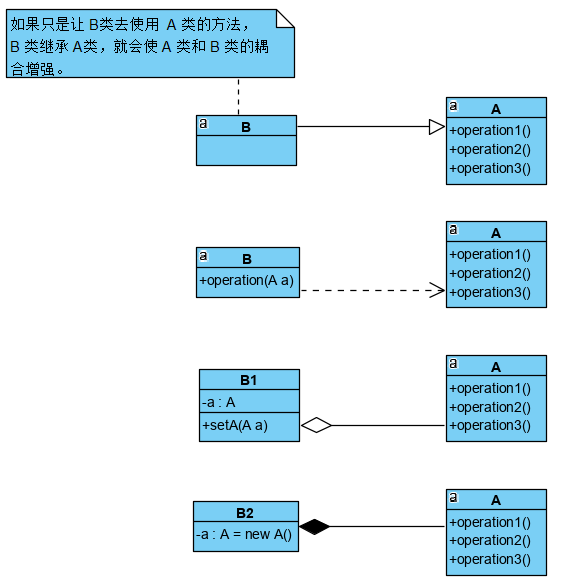 如果只是让 B类去使用 A 类的方法，
B 类继承 A类，就会使 A 类和 B 类的耦
合增强。
a
B
a
A
+operation1()
+operation2()
+operation3()
a
B
+operation(A a)
a
A
+operation1()
+operation2()
+operation3()
B1
-a : A
+setA(A a)
a
A
+operation1()
+operation2()
+operation3()
B2
-a : A = new A()
a
A
+operation1()
+operation2()
+operation3()